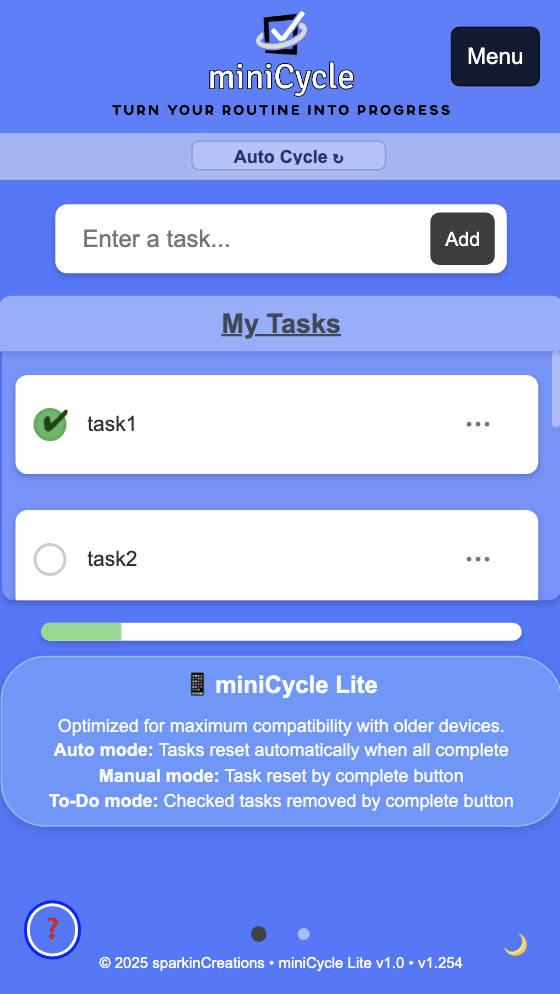 miniCycle
TURN YOUR ROUTINE INTO PROGRESS
Menu
Auto Cycle ↻
Enter a task...
Add
My Tasks
task1
task2
miniCycle Lite
Optimized for maximum compatibility with older devices.
Auto mode: Tasks reset automatically when all complete
Manual mode: Task reset by complete button
To-Do mode: Checked tasks removed by complete button
?
© 2025 sparkinCreations • miniCycle Lite v1.0 • v1.254